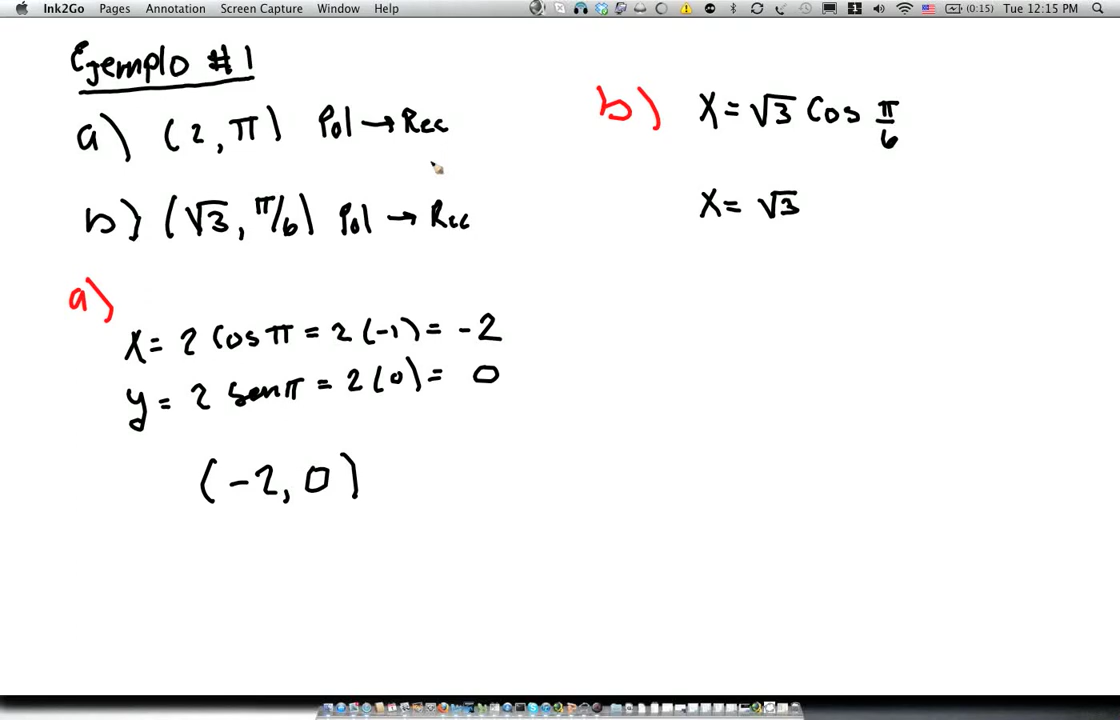 Ink2Go Pages Annotation Screen Capture Window Help (0:15) Tue 12:15 PM
Ejemplo #1
a) (2, π) Pol → Rec
b) (√3, π/6) Pol → Rec
a)
x = 2 cos π = 2 (-1) = -2
y = 2 sen π = 2 (0) = 0
(-2, 0)
b) x = √3 cos π/6
x = √3